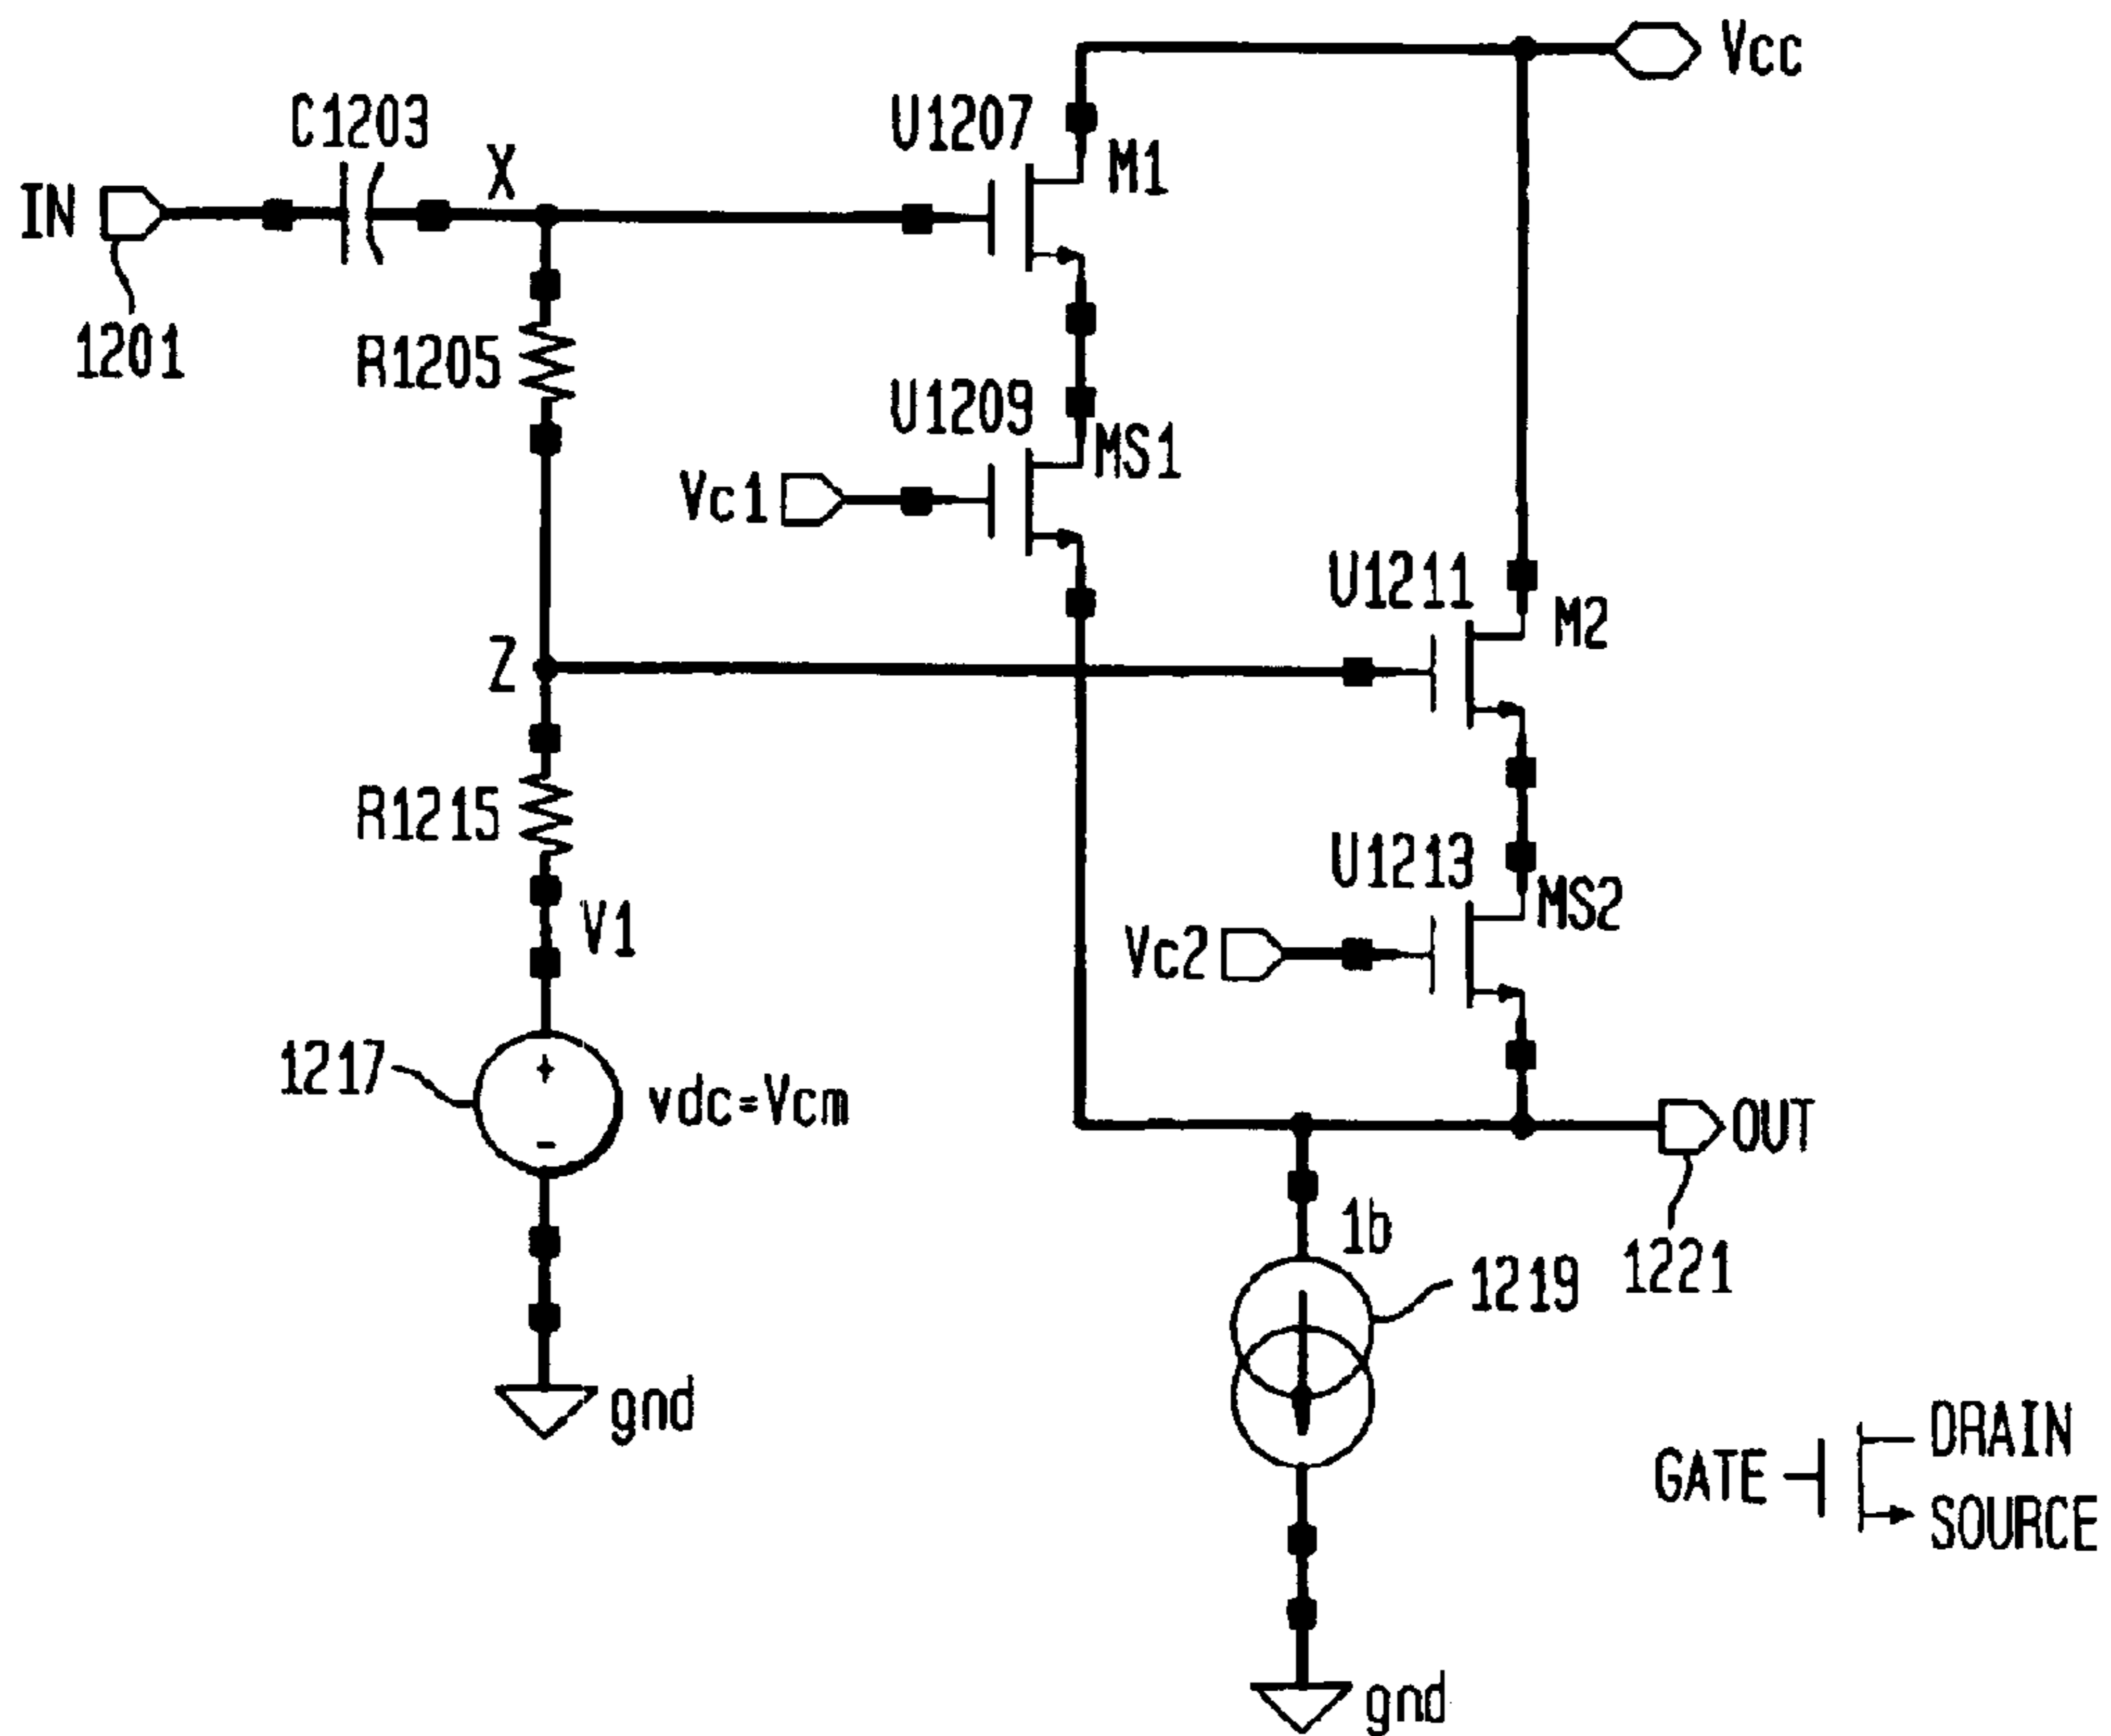 Vcc
C1203
X
U1207
M1
IN
1201
R1205
U1209
MS1
Vc1
U1211
M2
Z
R1215
U1213
MS2
V1
Vc2
1217
+
-
vdc=Vcm
OUT
1b
1219
1221
gnd
DRAIN
GATE
SOURCE
gnd